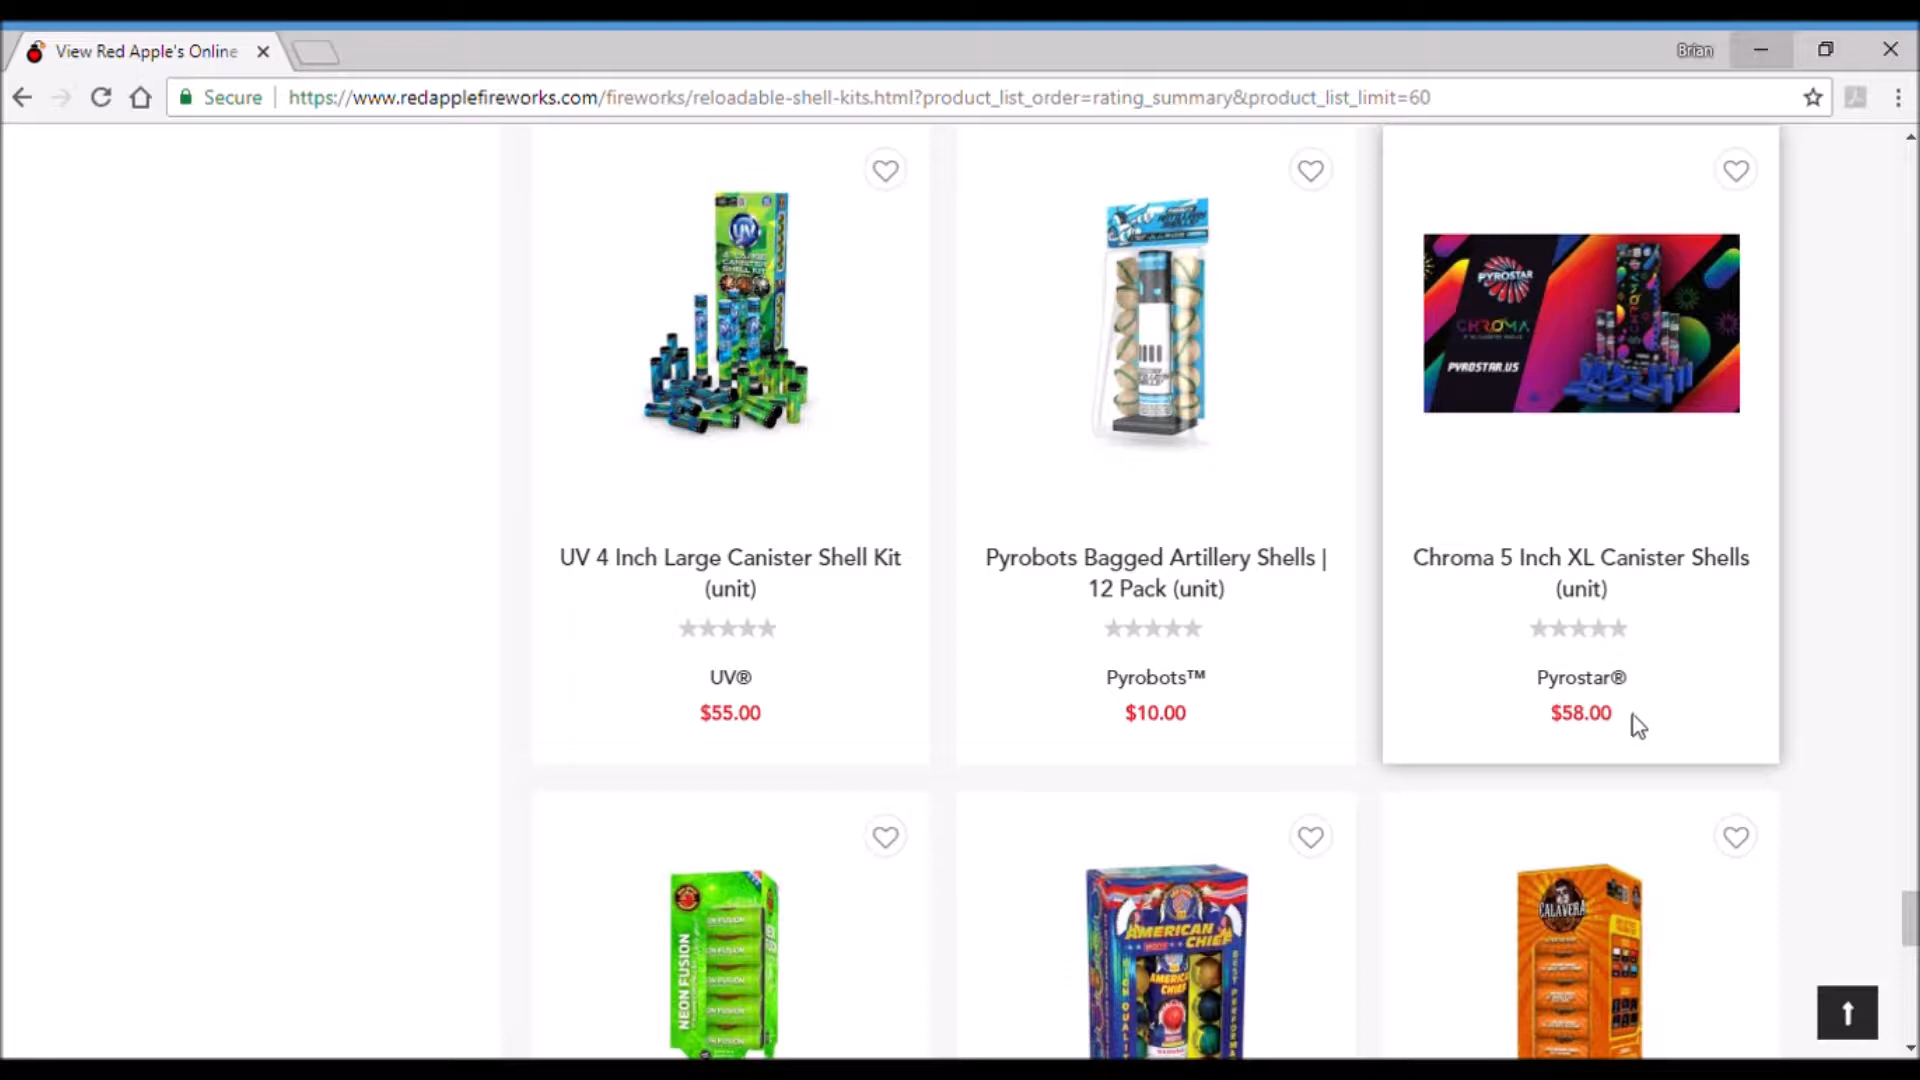 View Red Apple's Online
Brian
Secure
https://www.redapplefireworks.com/fireworks/reloadable-shell-kits.html?product_list_order=rating_summary&product_list_limit=60
UV
PYROSTAR
CHROMA
PYROSTAR.US
UV 4 Inch Large Canister Shell Kit
(unit)
Pyrobots Bagged Artillery Shells |
12 Pack (unit)
Chroma 5 Inch XL Canister Shells
(unit)
UV®
Pyrobots™
Pyrostar®
$55.00
$10.00
$58.00
NEON FUSION
AMERICAN CHIEF
AMERICAN
CHIEF
CALAVERA